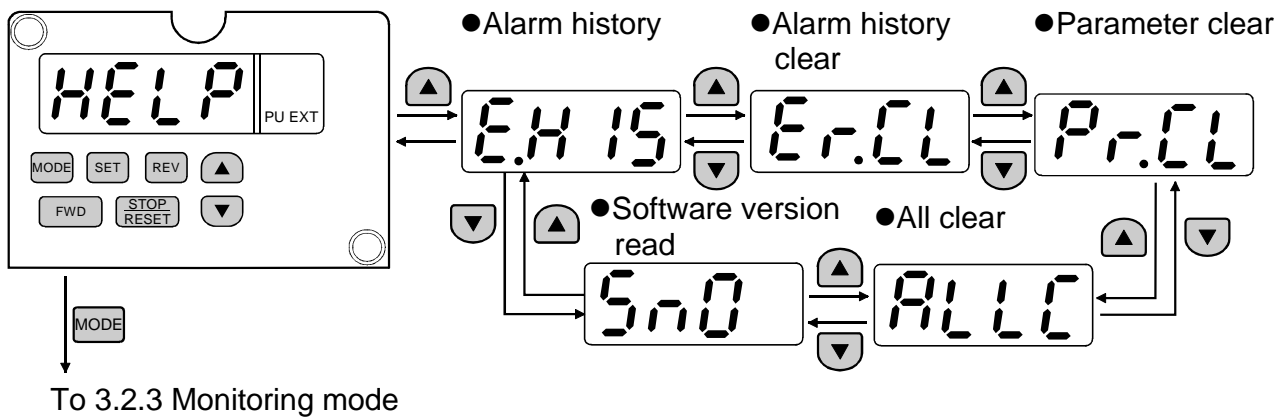 ●Alarm history
●Alarm history
clear
●Parameter clear
HELP
PU EXT
E.HIS
Er.CL
Pr.CL
MODE
SET
REV
FWD
STOP
RESET
●Software version
read
●All clear
Sn0
ALLC
MODE
To 3.2.3 Monitoring mode